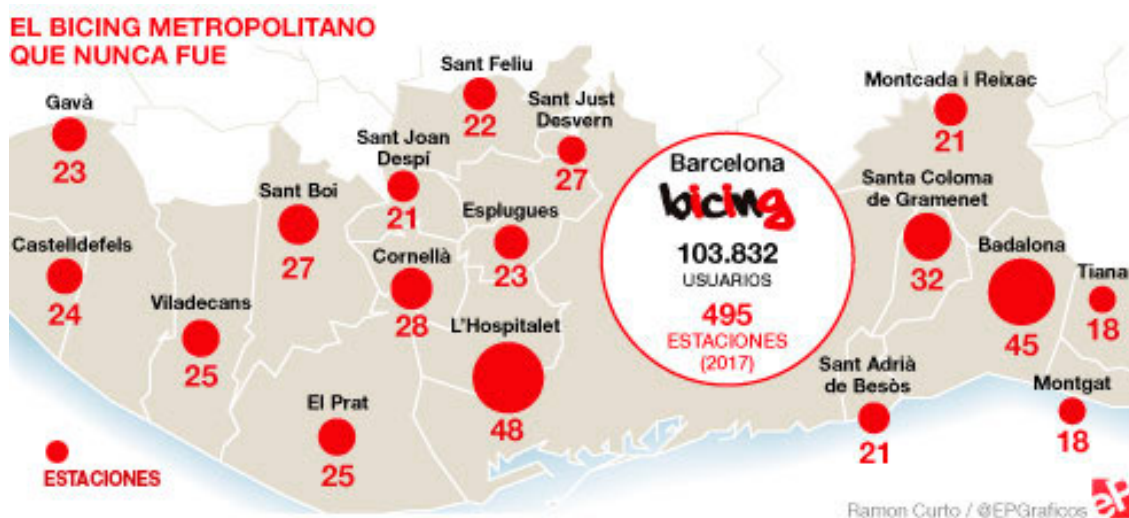 EL BICING METROPOLITANO
QUE NUNCA FUE
Gavà
23
Castelldefels
24
Viladecans
25
Sant Boi
27
El Prat
25
Sant Joan
Despí
21
Cornellà
28
Sant Feliu
22
Sant Just
Desvern
27
Esplugues
23
L'Hospitalet
48
Barcelona
bicing
103.832
USUARIOS
495
ESTACIONES
(2017)
Montcada i Reixac
21
Santa Coloma
de Gramenet
32
Badalona
45
Tiana
18
Sant Adrià
de Besòs
21
Montgat
18
ESTACIONES
Ramon Curto / @EPGraficos
eP